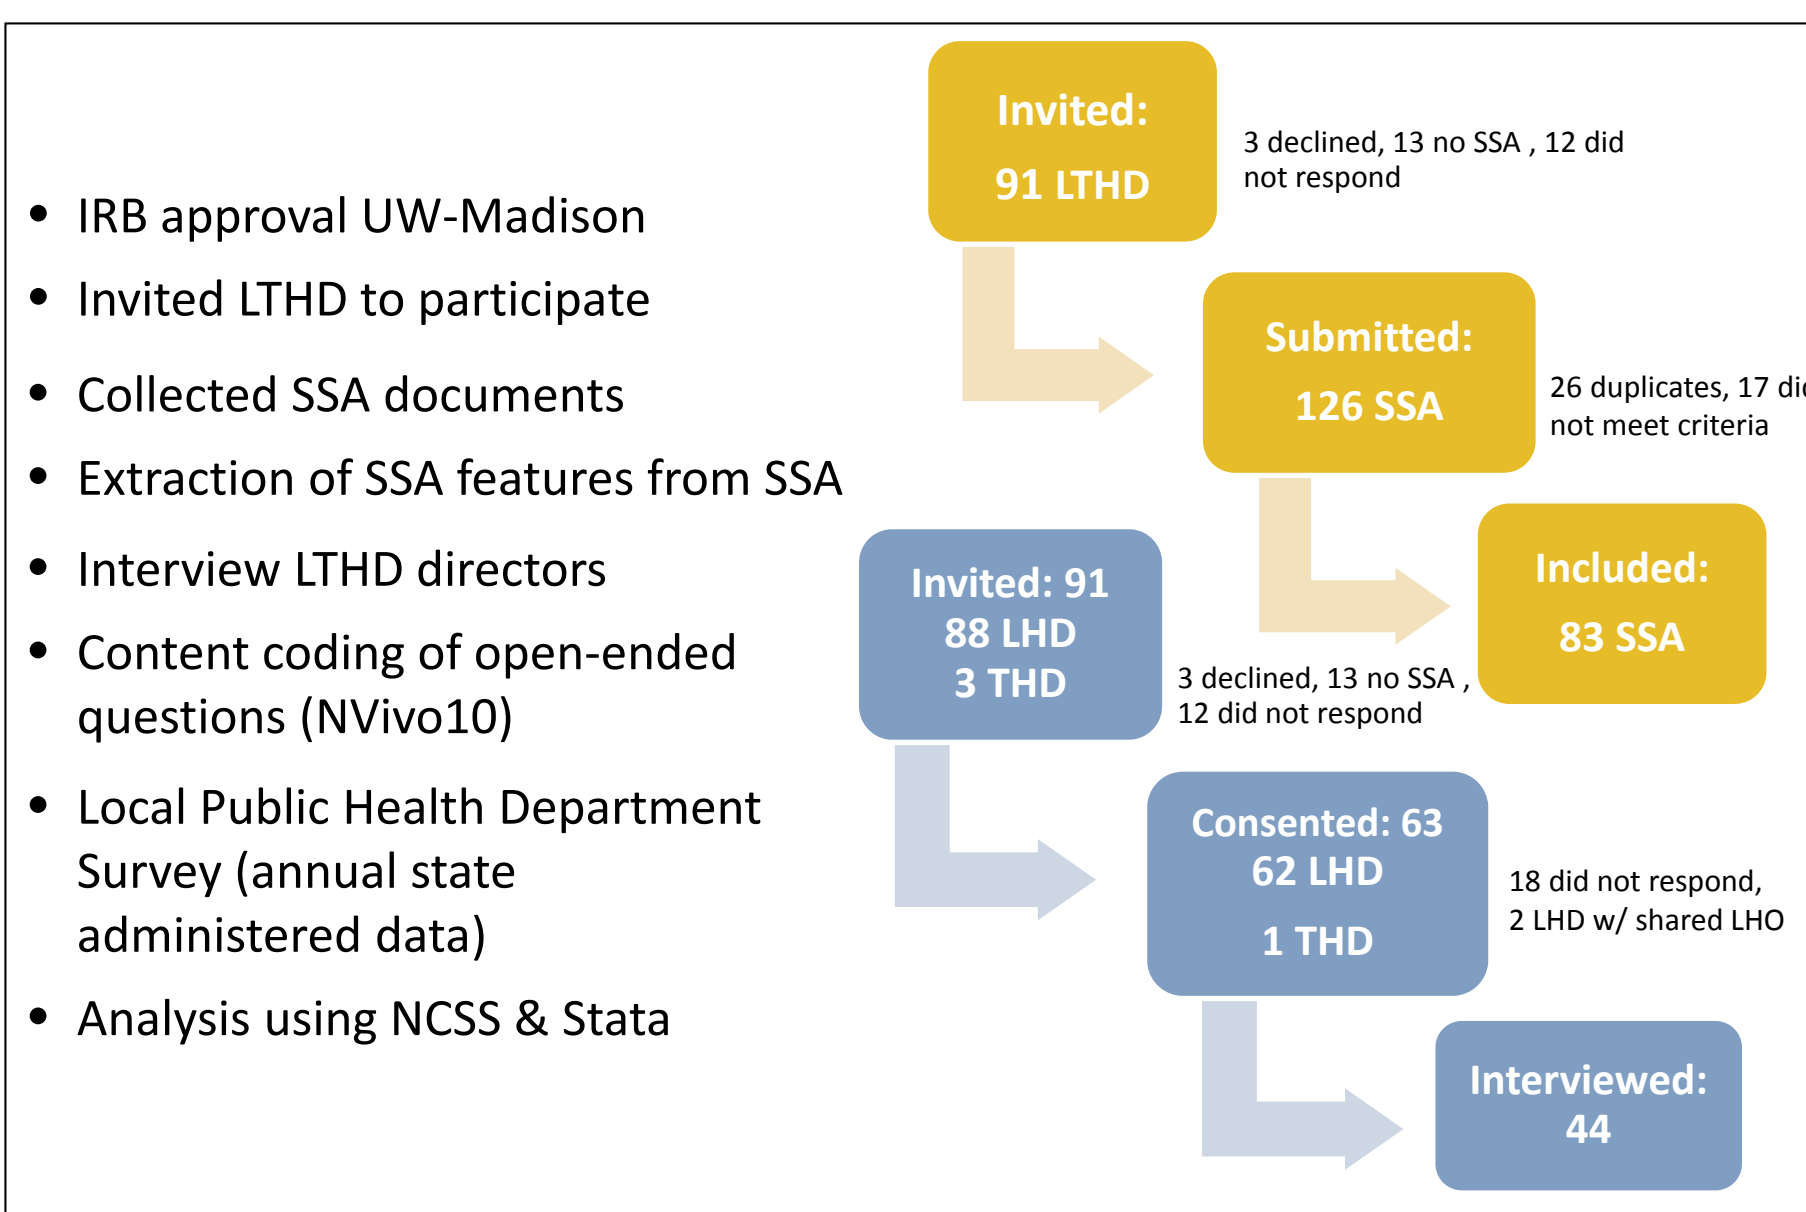 • IRB approval UW-Madison
• Invited LTHD to participate
• Collected SSA documents
• Extraction of SSA features from SSA
• Interview LTHD directors
• Content coding of open-ended
questions (NVivo10)
• Local Public Health Department
Survey (annual state
administered data)
• Analysis using NCSS & Stata
Invited:
91 LTHD
3 declined, 13 no SSA , 12 did
not respond
Submitted:
126 SSA
26 duplicates, 17 did
not meet criteria
Included:
83 SSA
Invited: 91
88 LHD
3 THD
3 declined, 13 no SSA ,
12 did not respond
Consented: 63
62 LHD
1 THD
18 did not respond,
2 LHD w/ shared LHO
Interviewed:
44